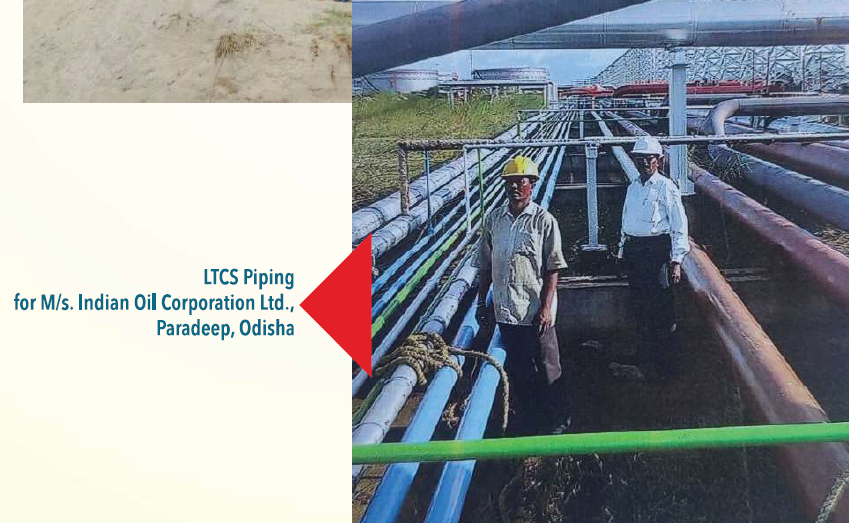 LTCS Piping
for M/s. Indian Oil Corporation Ltd.,
Paradeep, Odisha